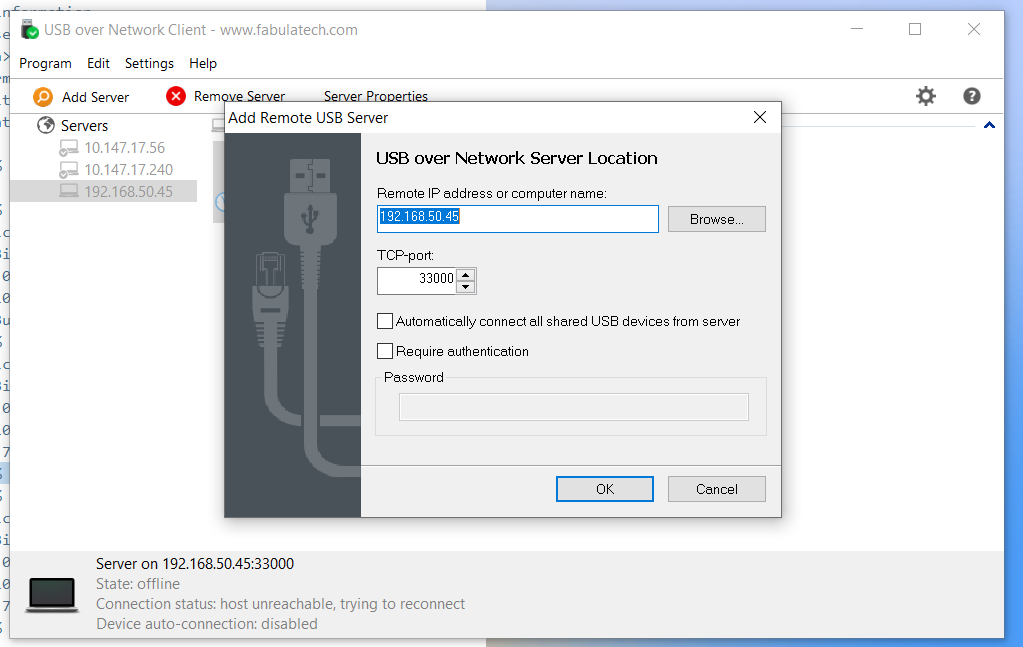 USB over Network Client - www.fabulatech.com
Program Edit Settings Help
Add Server Remove Server Server Properties
Servers
10.147.17.56
10.147.17.240
192.168.50.45
Add Remote USB Server
USB over Network Server Location
Remote IP address or computer name:
192.168.50.45 Browse...
TCP-port:
33000
Automatically connect all shared USB devices from server
Require authentication
Password
OK Cancel
Server on 192.168.50.45:33000
State: offline
Connection status: host unreachable, trying to reconnect
Device auto-connection: disabled